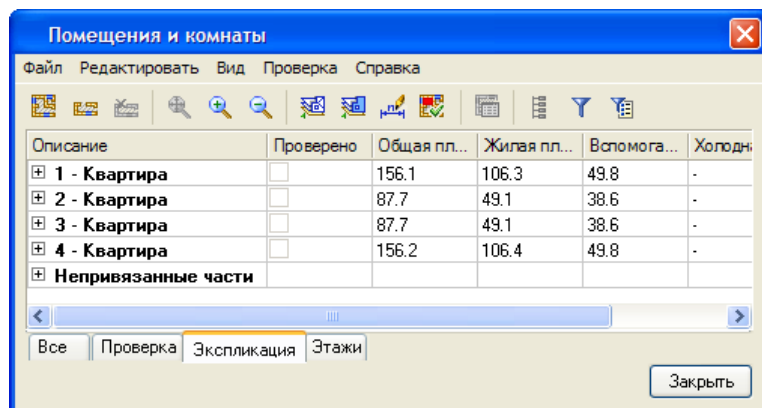 Помещения и комнаты
Файл Редактировать Вид Проверка Справка
Описание Проверено Общая пл... Жилая пл... Вспомога... Холодна
1 - Квартира 156.1 106.3 49.8 -
2 - Квартира 87.7 49.1 38.6 -
3 - Квартира 87.7 49.1 38.6 -
4 - Квартира 156.2 106.4 49.8 -
Непривязанные части
Все Проверка Экспликация Этажи
Закрыть